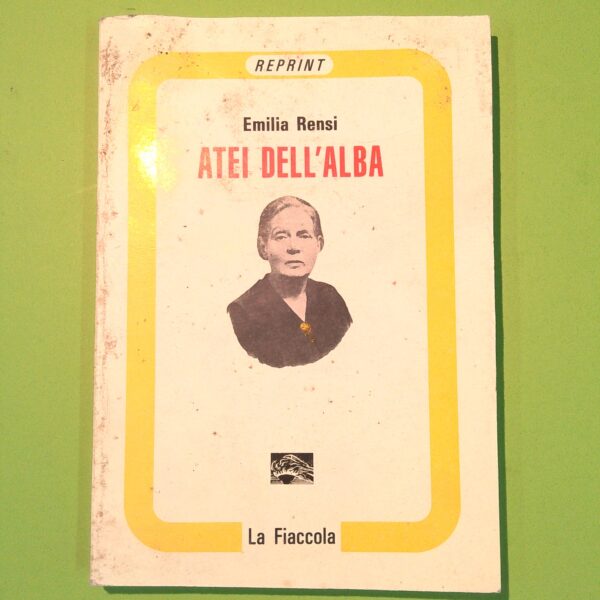 REPRINT
Emilia Rensi
ATEI DELL'ALBA
La Fiaccola